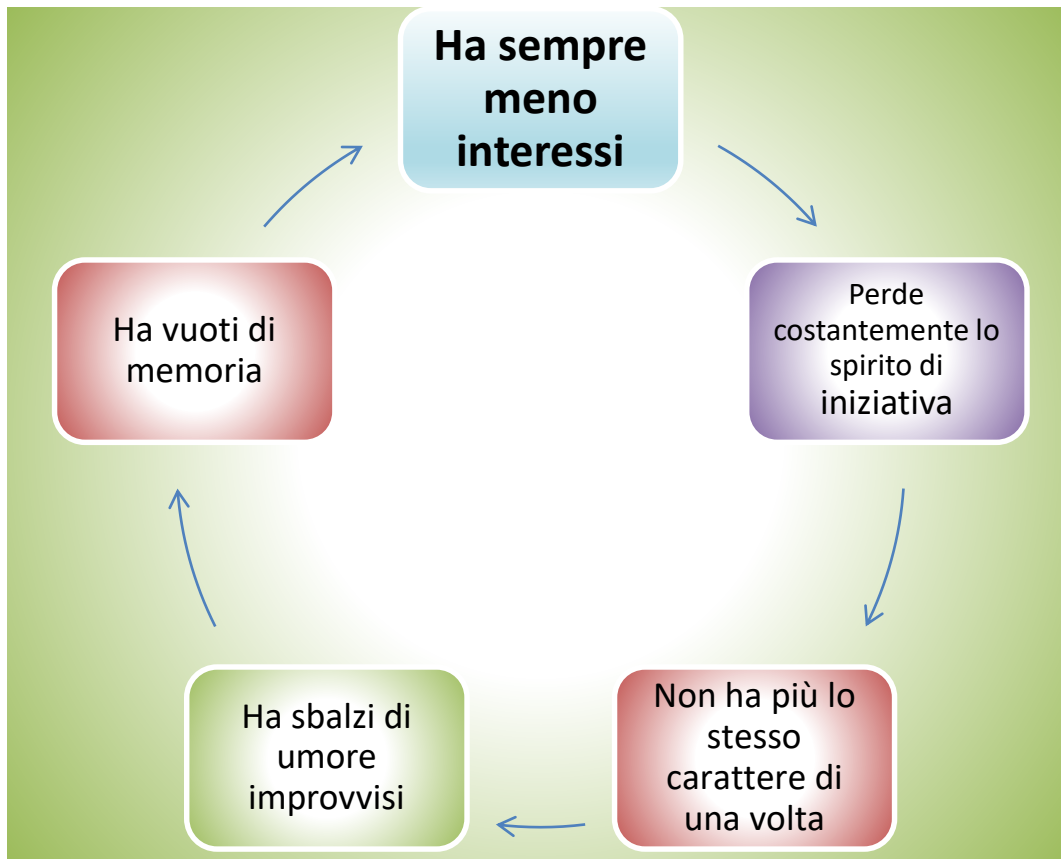 Ha sempre
meno
interessi
Perde
costantemente lo
spirito di
iniziativa
Non ha più lo
stesso
carattere di
una volta
Ha sbalzi di
umore
improvvisi
Ha vuoti di
memoria